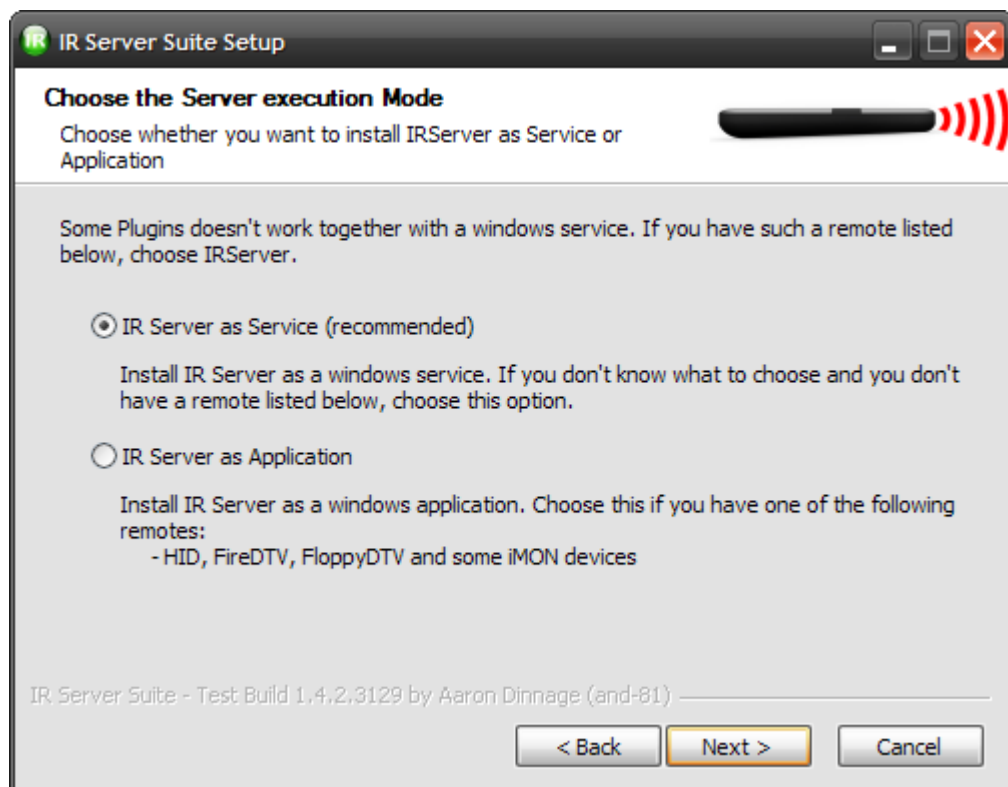 IR IR Server Suite Setup
Choose the Server execution Mode
Choose whether you want to install IRServer as Service or
Application
Some Plugins doesn't work together with a windows service. If you have such a remote listed
below, choose IRServer.
IR Server as Service (recommended)
Install IR Server as a windows service. If you don't know what to choose and you don't
have a remote listed below, choose this option.
IR Server as Application
Install IR Server as a windows application. Choose this if you have one of the following
remotes:
- HID, FireDTV, FloppyDTV and some iMON devices
IR Server Suite - Test Build 1.4.2.3129 by Aaron Dinnage (and-81)
< Back Next > Cancel